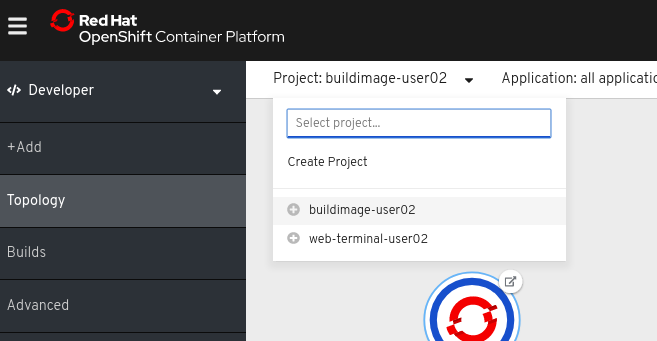 Red Hat
OpenShift Container Platform
Developer
Project: buildimage-user02
Application: all applicatio
Select project...
Create Project
buildimage-user02
web-terminal-user02
+Add
Topology
Builds
Advanced